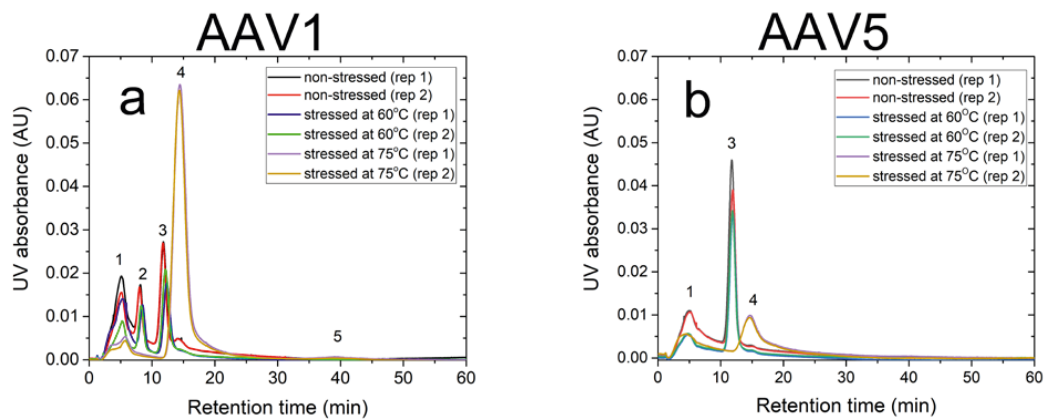 AAV1
AAV5
a
UV absorbance (AU)
0.07
0.06
0.05
0.04
0.03
0.02
0.01
0.00
non-stressed (rep 1)
non-stressed (rep 2)
stressed at 60°C (rep 1)
stressed at 60°C (rep 2)
stressed at 75°C (rep 1)
stressed at 75°C (rep 2)
1
2
3
4
5
0 10 20 30 40 50 60
Retention time (min)
b
UV absorbance (AU)
0.07
0.06
0.05
0.04
0.03
0.02
0.01
0.00
non-stressed (rep 1)
non-stressed (rep 2)
stressed at 60°C (rep 1)
stressed at 60°C (rep 2)
stressed at 75°C (rep 1)
stressed at 75°C (rep 2)
1
3
4
0 10 20 30 40 50 60
Retention time (min)